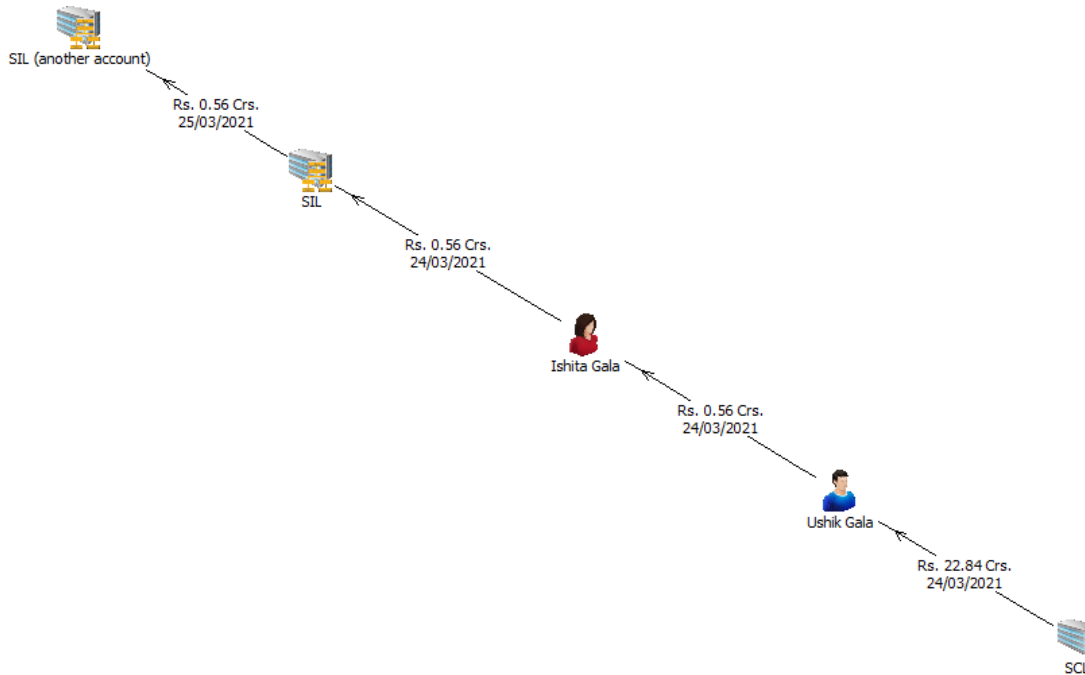 SIL (another account)
Rs. 0.56 Crs.
25/03/2021
SIL
Rs. 0.56 Crs.
24/03/2021
Ishita Gala
Rs. 0.56 Crs.
24/03/2021
Ushik Gala
Rs. 22.84 Crs.
24/03/2021
SCL